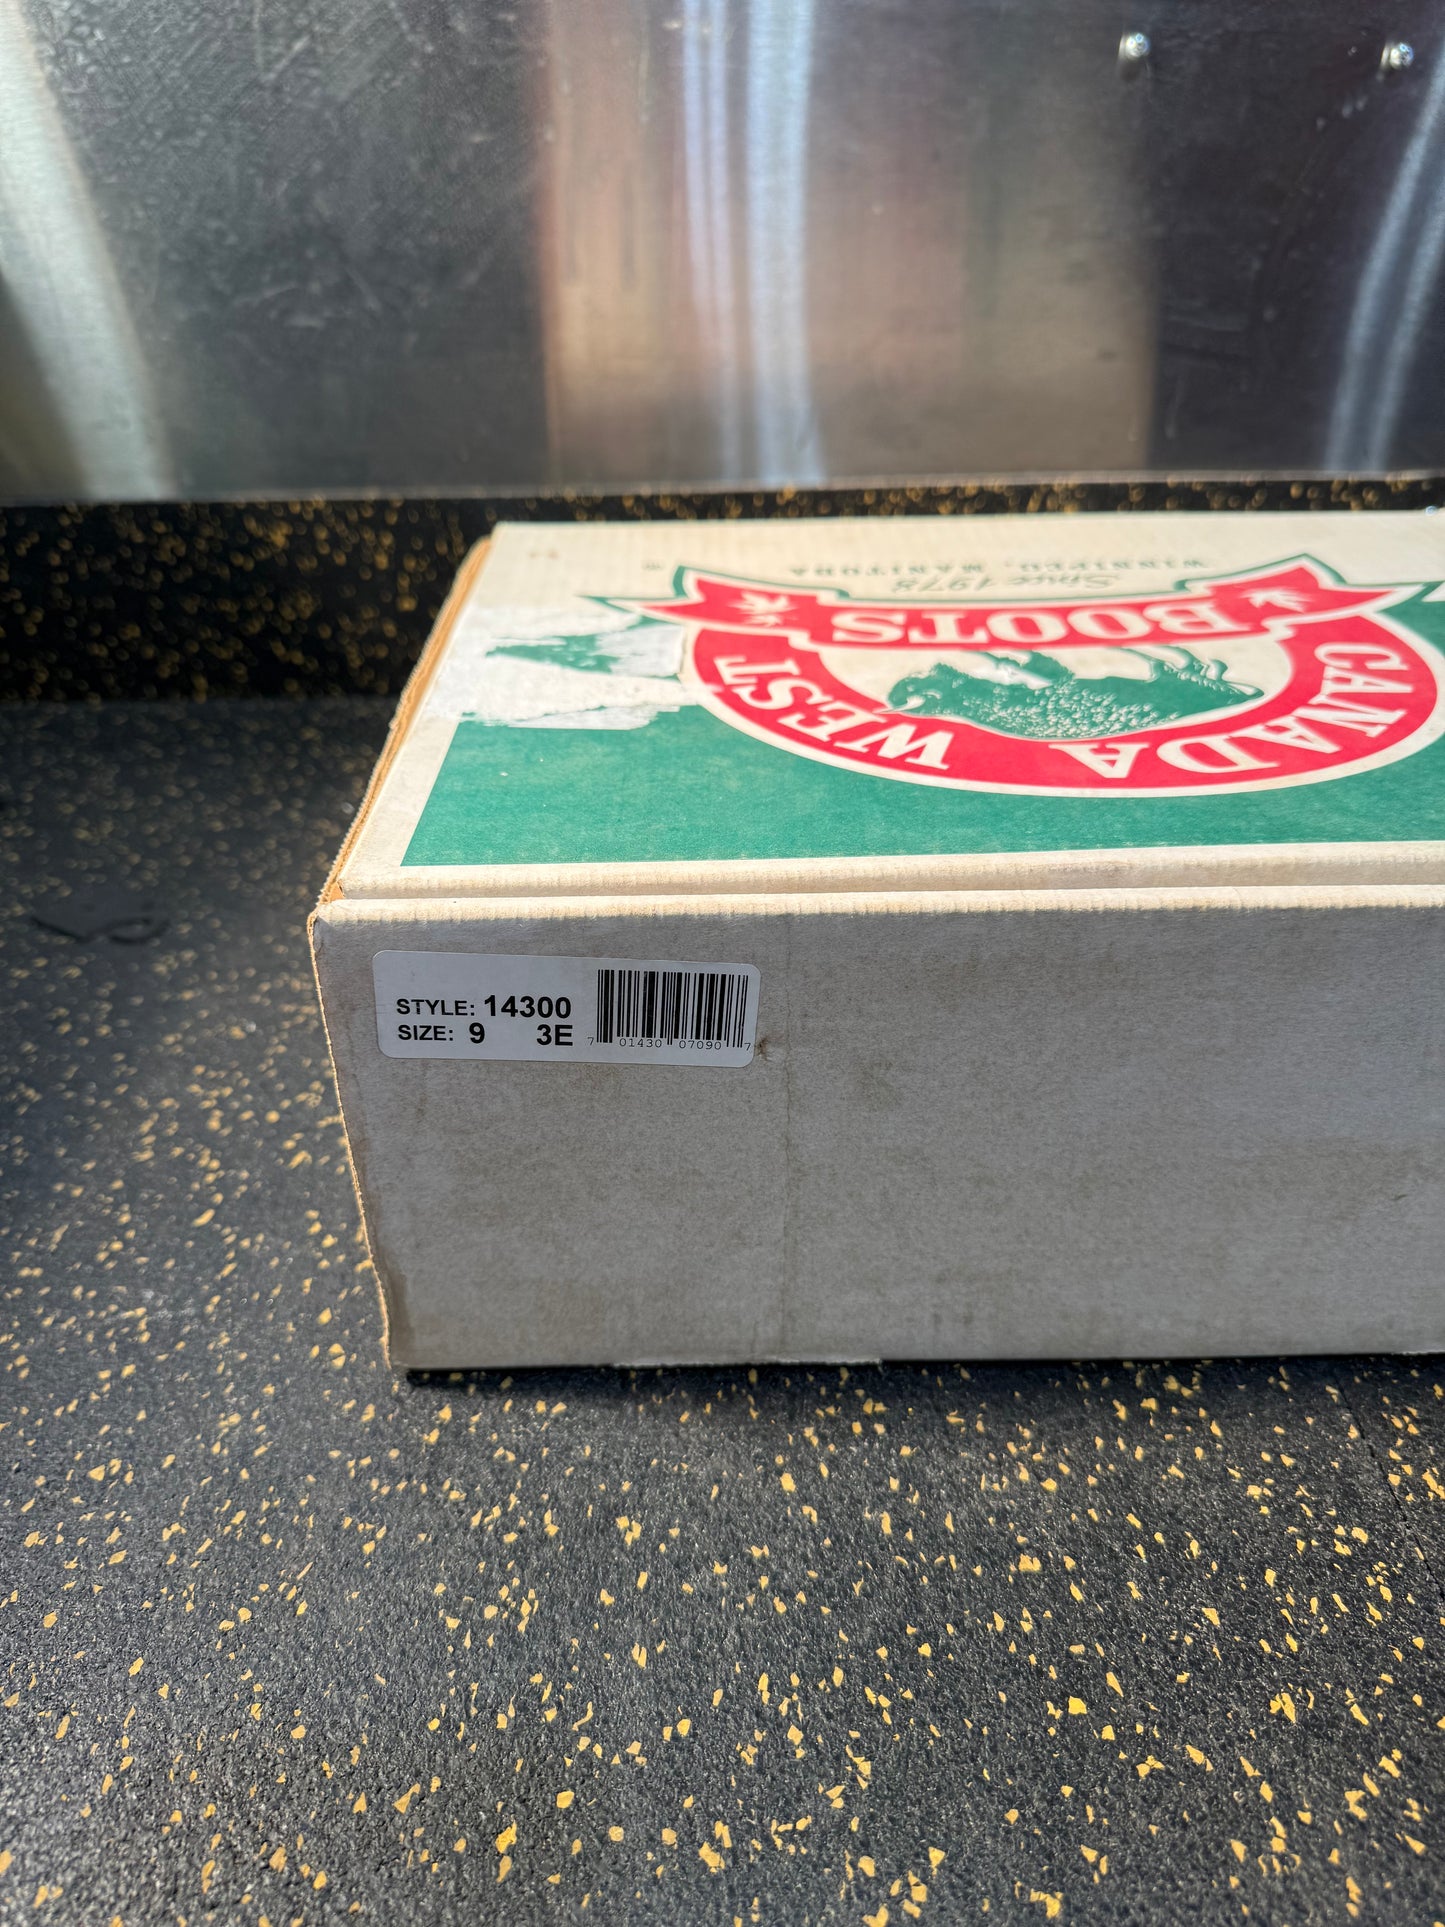 CANADA WEST
BOOTS
Since 1978
WINNIPEG, MANITOBA
STYLE: 14300
SIZE: 9 3E
7 01430 07090 7